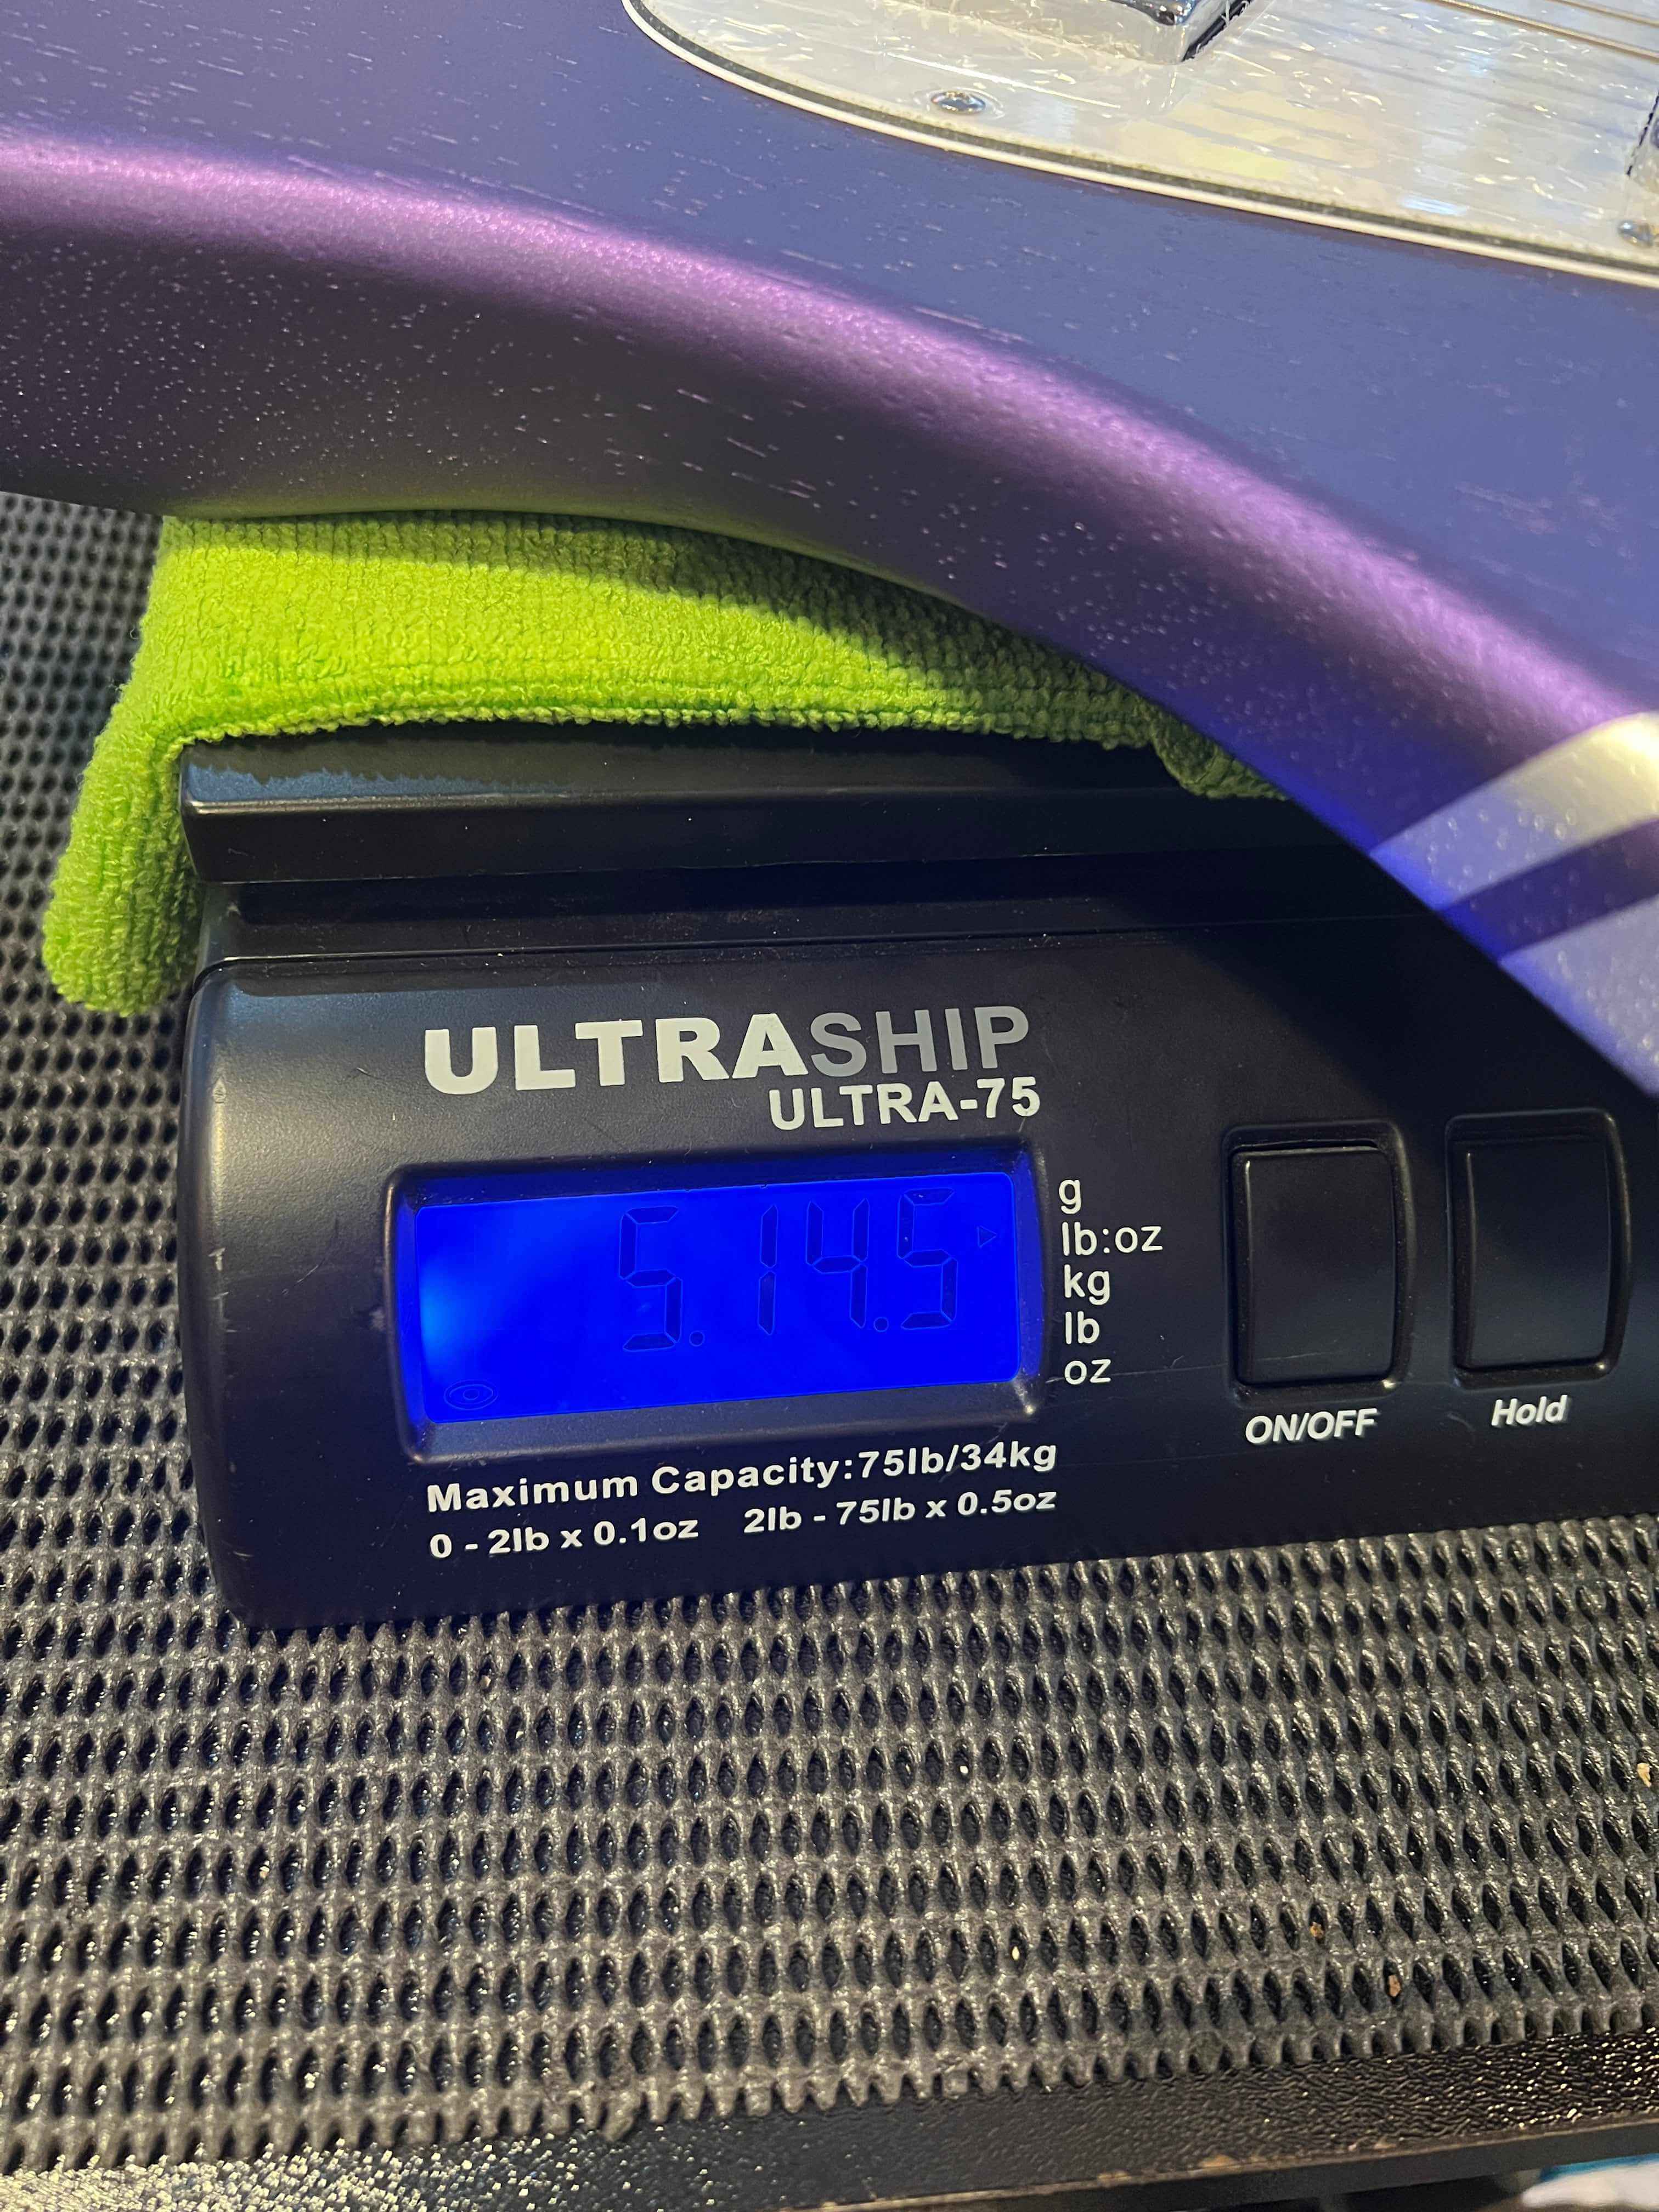 ULTRASHIP
ULTRA-75
5.14.5
g
lb:oz
kg
lb
oz
ON/OFF
Hold
Maximum Capacity:75lb/34kg
0 - 2lb x 0.1oz 2lb - 75lb x 0.5oz